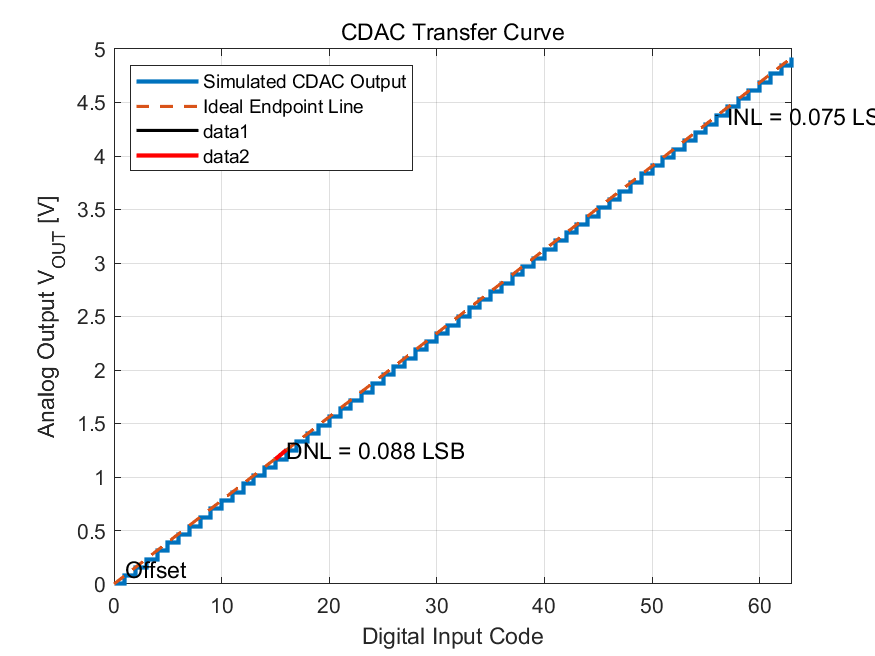 CDAC Transfer Curve
Simulated CDAC Output
Ideal Endpoint Line
data1
data2
INL = 0.075 LS
DNL = 0.088 LSB
Offset
5
4.5
4
3.5
3
2.5
2
1.5
1
0.5
0
0 10 20 30 40 50 60
Analog Output V_OUT [V]
Digital Input Code